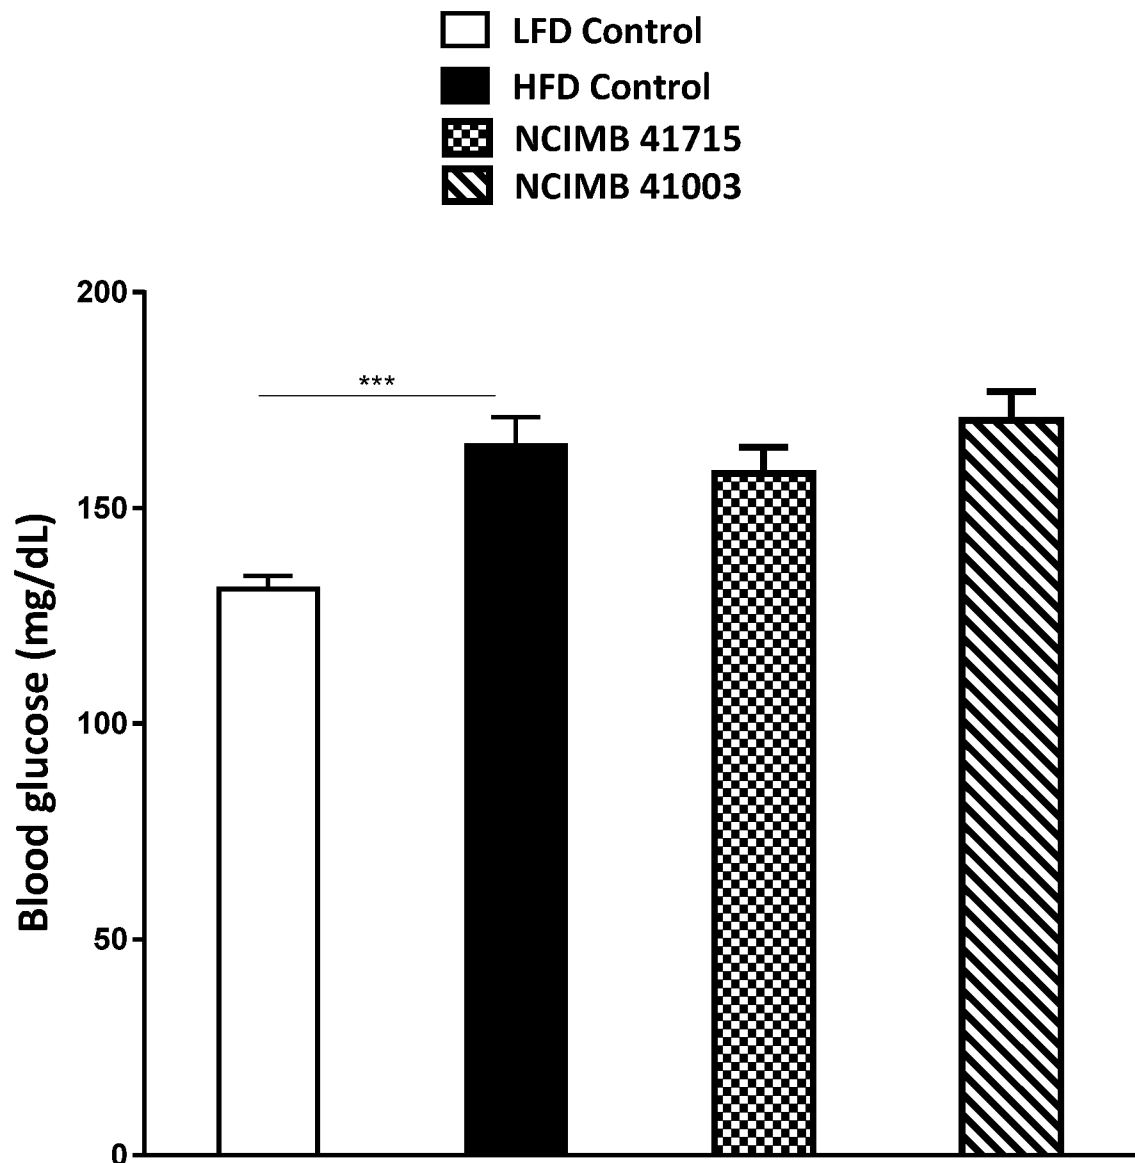 LFD Control
HFD Control
NCIMB 41715
NCIMB 41003
200
***
150
100
50
0
Blood glucose (mg/dL)